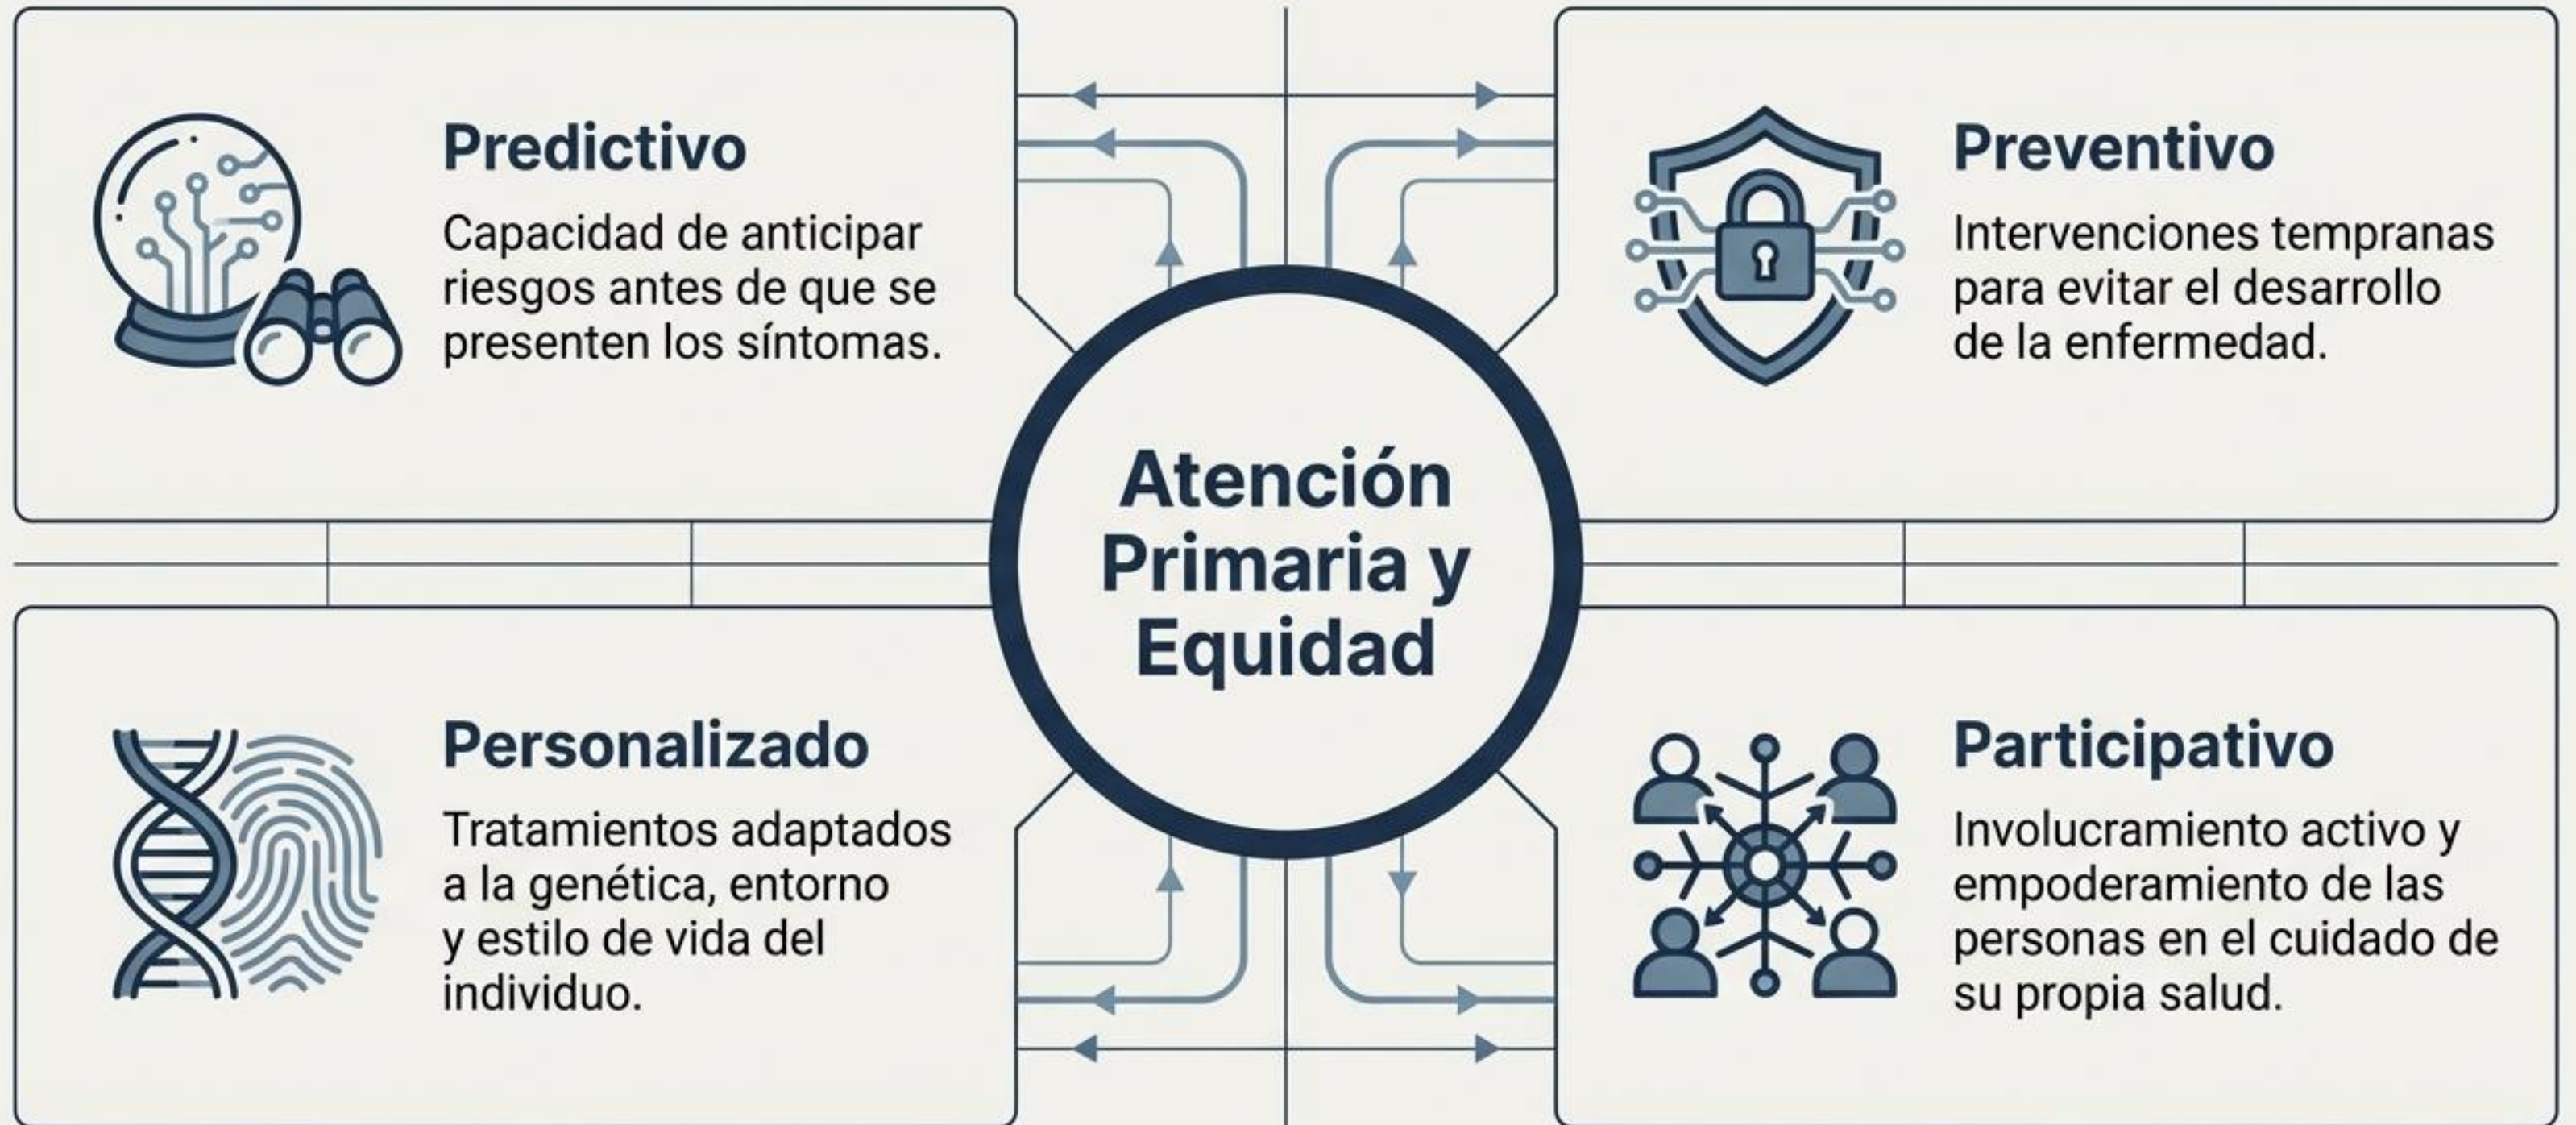 Predictivo
Capacidad de anticipar
riesgos antes de que se
presenten los síntomas.
Preventivo
Intervenciones tempranas
para evitar el desarrollo
de la enfermedad.
Atención
Primaria y
Equidad
Personalizado
Tratamientos adaptados
a la genética, entorno
y estilo de vida del
individuo.
Participativo
Involucramiento activo y
empoderamiento de las
personas en el cuidado de
su propia salud.